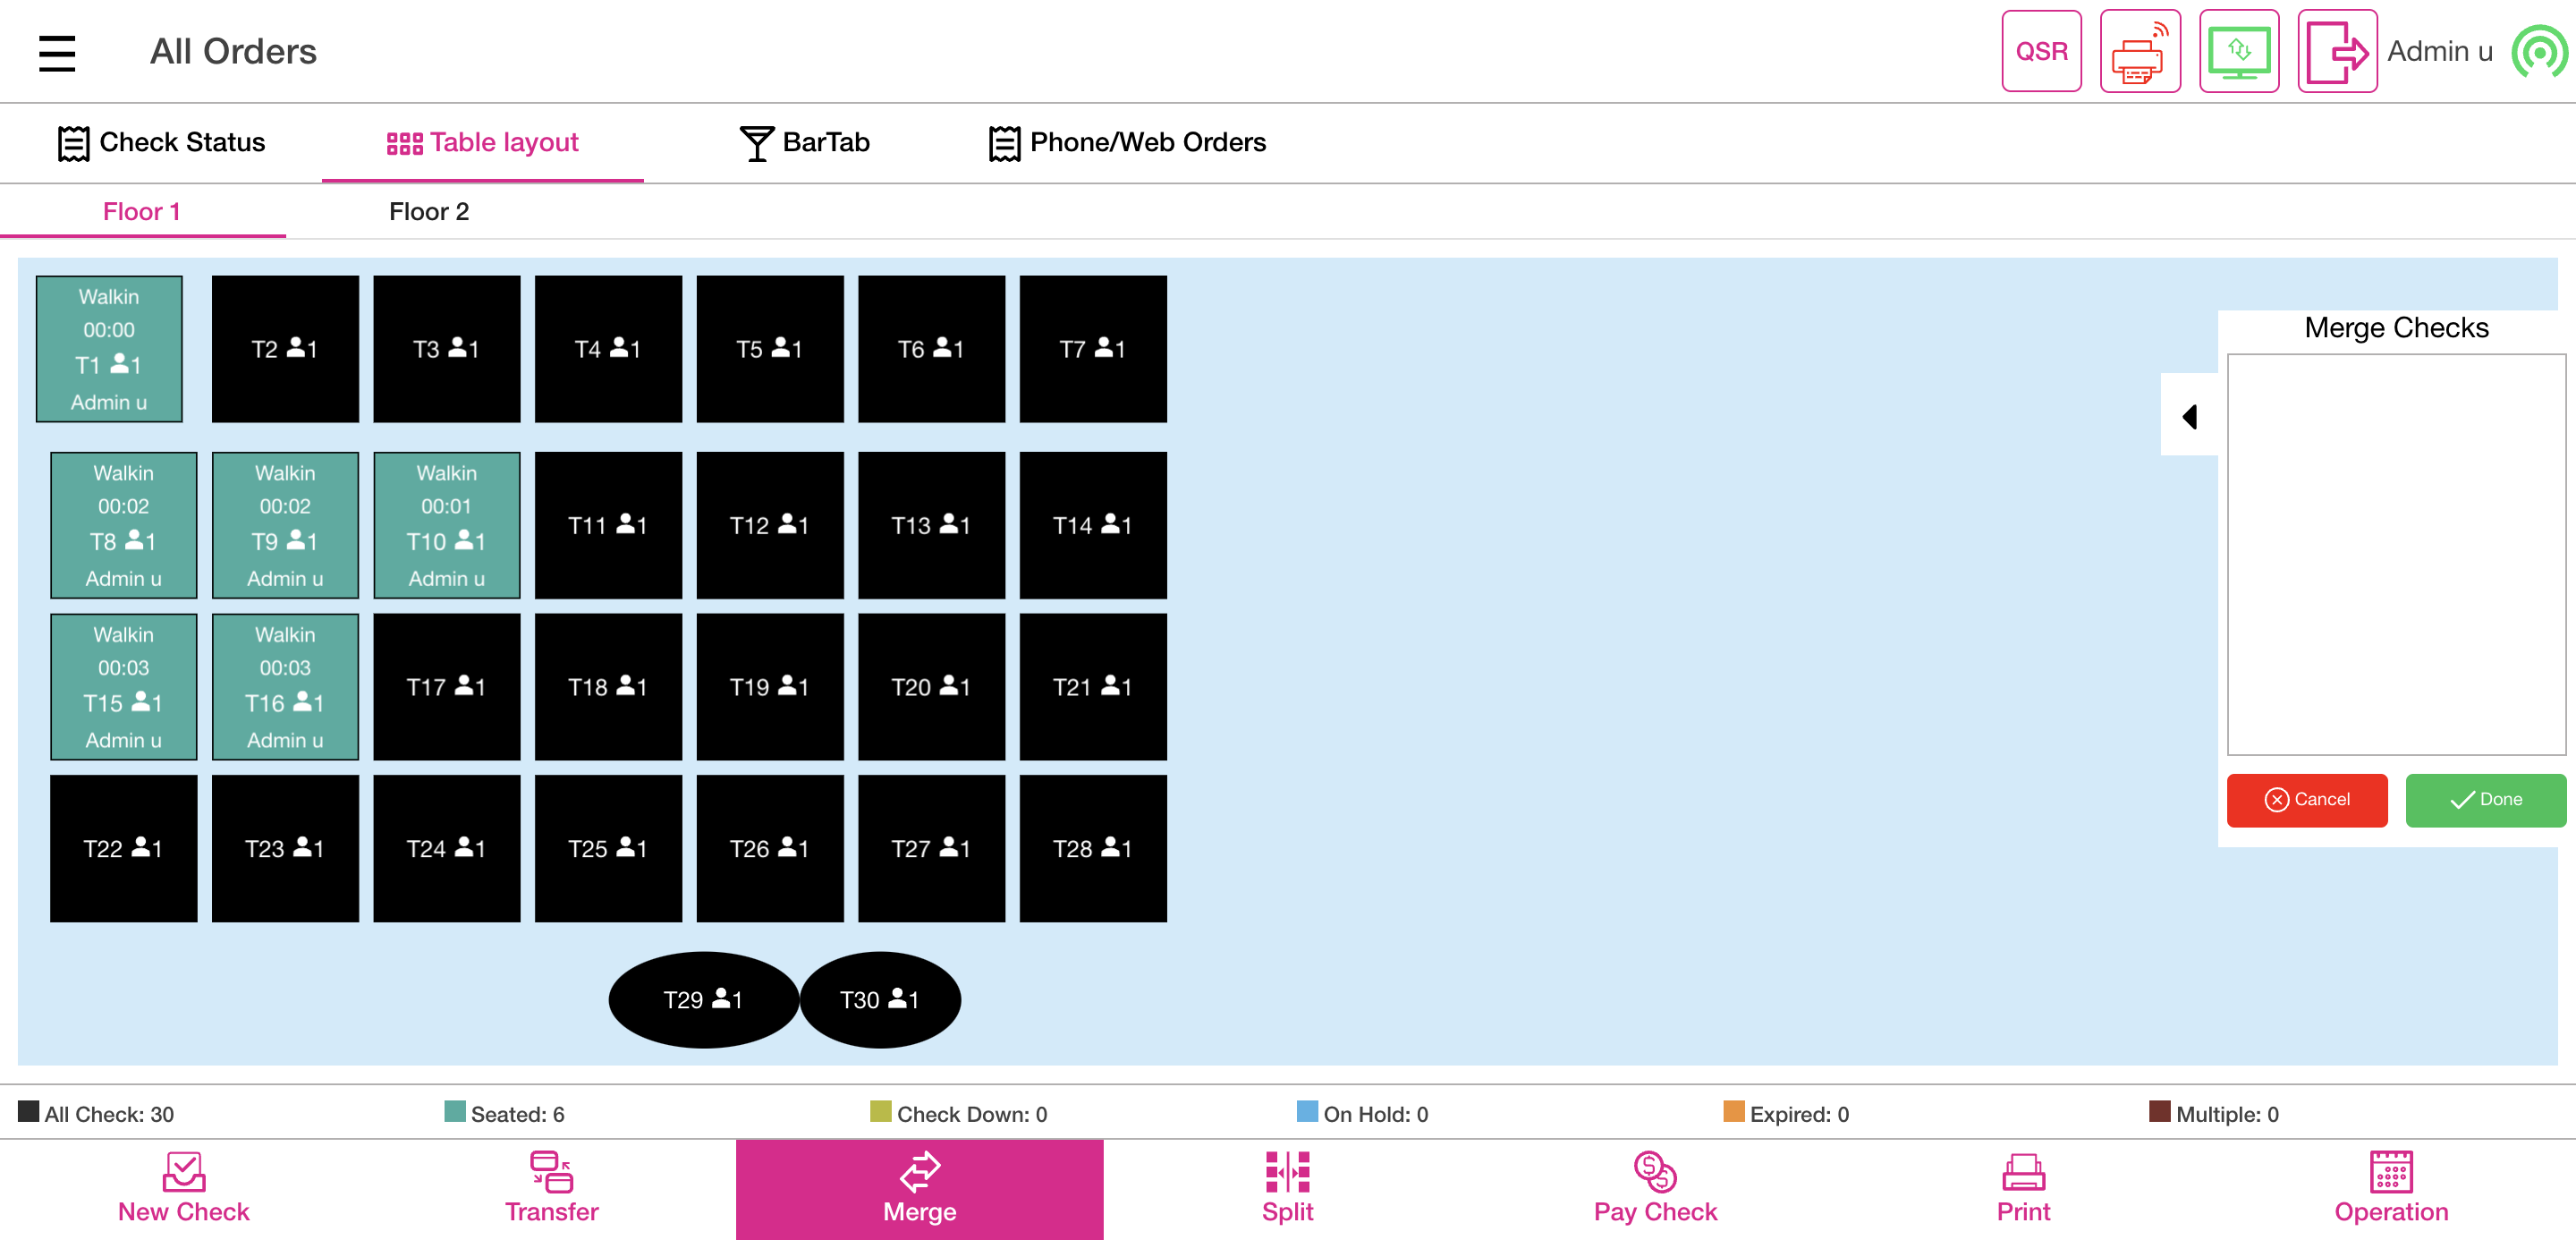 All Orders
QSR
Admin u
Check Status
Table layout
BarTab
Phone/Web Orders
Floor 1
Floor 2
Walkin
00:00
T1 1
Admin u
T2 1
T3 1
T4 1
T5 1
T6 1
T7 1
Merge Checks
Walkin
00:02
T8 1
Admin u
Walkin
00:02
T9 1
Admin u
Walkin
00:01
T10 1
Admin u
T11 1
T12 1
T13 1
T14 1
Walkin
00:03
T15 1
Admin u
Walkin
00:03
T16 1
Admin u
T17 1
T18 1
T19 1
T20 1
T21 1
Cancel
Done
T22 1
T23 1
T24 1
T25 1
T26 1
T27 1
T28 1
T29 1
T30 1
All Check: 30
Seated: 6
Check Down: 0
On Hold: 0
Expired: 0
Multiple: 0
New Check
Transfer
Merge
Split
Pay Check
Print
Operation